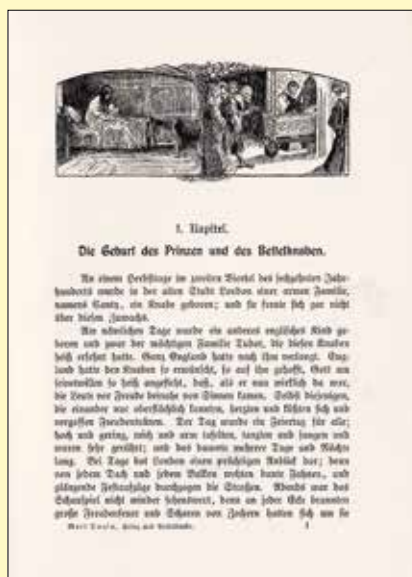 1. Kapitel.
Die Geburt des Prinzen und des Bettelknaben.
An einem Herbsttage im zweiten Viertel des sechzehnten Jahr-
hunderts wurde in der alten Stadt London einer armen Familie,
namens Canty, ein Knabe geboren; und sie freute sich gar nicht
über diesen Zuwachs.
Am nämlichen Tage wurde ein anderes englisches Kind ge-
boren und zwar der mächtigen Familie Tudor, die diesen Knaben
heiß ersehnt hatte. Ganz England hatte nach ihm verlangt. Eng-
land hatte den Knaben so erwünscht, so auf ihn gehofft, Gott um
seinetwillen so heiß angefleht, daß, als er nun wirklich da war,
die Leute vor Freude beinahe von Sinnen kamen. Selbst diejenigen,
die einander nur oberflächlich kannten, herzten und küßten sich und
vergossen Freudentränen. Der Tag wurde ein Feiertag für alle;
hoch und gering, reich und arm tafelten, tanzten und sangen und
waren sehr gerührt; und das dauerte mehrere Tage und Nächte
lang. Bei Tage bot London einen prächtigen Anblick dar; denn
von jedem Dach und jedem Balkon wehten bunte Fahnen, und
glänzende Festaufzüge durchzogen die Straßen. Abends war das
Schauspiel nicht minder sehenswert, denn an jeder Ecke brannten
große Freudenfeuer und Scharen von Zechern hatten sich um sie
Mark Twain, Prinz und Bettelknabe. 1